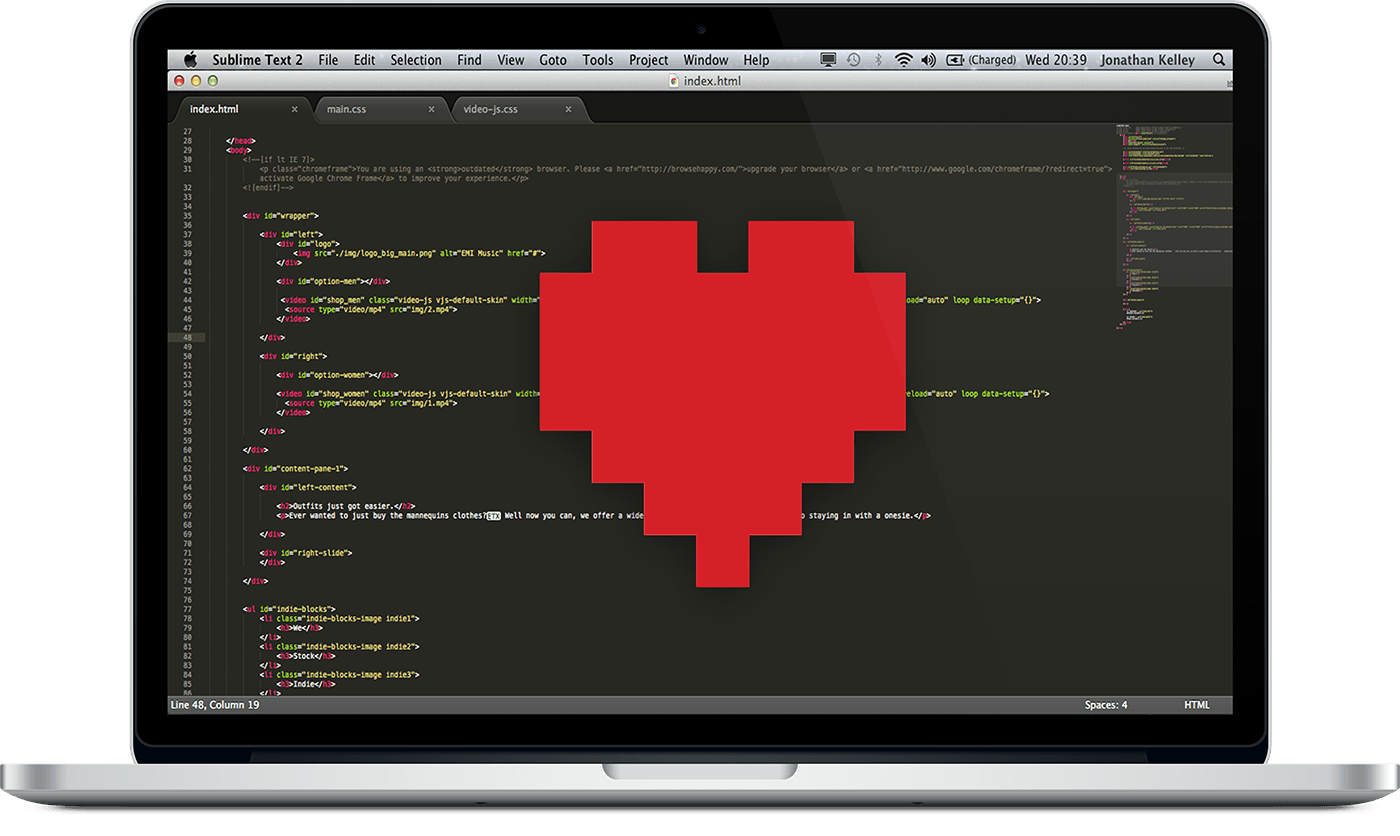 Sublime Text 2 File Edit Selection Find View Goto Tools Project Window Help (Charged) Wed 20:39 Jonathan Kelley
index.html
index.html × main.css × video-js.css ×
27
28 </head>
29 <body>
30 <!--[if lt IE 7]>
31 <p class="chromeframe">You are using an <strong>outdated</strong> browser. Please <a href="http://browsehappy.com/">upgrade your browser</a> or <a href="http://www.google.com/chromeframe/?redirect=true">
activate Google Chrome Frame</a> to improve your experience.</p>
32 <![endif]-->
33
34
35 <div id="wrapper">
36
37 <div id="left">
38 <div id="logo">
39 <img src="./img/logo_big_main.png" alt="EMI Music" href="#">
40 </div>
41
42 <div id="option-men"></div>
43
44 <video id="shop_men" class="video-js vjs-default-skin" width= oad="auto" loop data-setup="{}">
45 <source type="video/mp4" src="img/2.mp4">
46 </video>
47
48 </div>
49
50 <div id="right">
51
52 <div id="option-women"></div>
53
54 <video id="shop_women" class="video-js vjs-default-skin" width= eload="auto" loop data-setup="{}">
55 <source type="video/mp4" src="img/1.mp4">
56 </video>
57
58 </div>
59
60 </div>
61
62 <div id="content-pane-1">
63
64 <div id="left-content">
65
66 <h2>Outfits just got easier.</h2>
67 <p>Ever wanted to just buy the mannequins clothes?ETX Well now you can, we offer a wide o staying in with a onesie.</p>
68
69 </div>
70
71 <div id="right-slide">
72 </div>
73
74 </div>
75
76
77 <ul id="indie-blocks">
78 <li class="indie-blocks-image indie1">
79 <h3>We</h3>
80 </li>
81 <li class="indie-blocks-image indie2">
82 <h3>Stock</h3>
83 </li>
84 <li class="indie-blocks-image indie3">
85 <h3>Indie</h3>
86 </li>
Line 48, Column 19 Spaces: 4 HTML